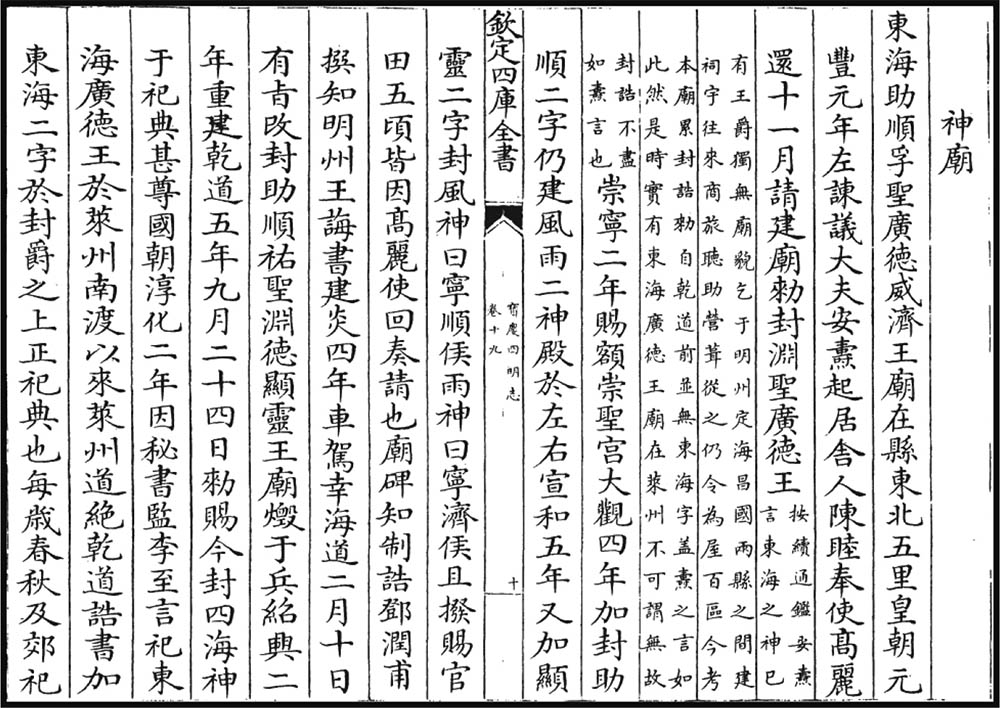 神廟
東海助順孚聖廣德威濟王廟在縣東北五里皇朝元
豐元年左諫議大夫安燾起居舍人陳睦奉使髙麗
還十一月請建廟勑封淵聖廣德王
按續通鑑安燾
言東海之神已
有王爵獨無廟貌乞于明州定海昌國兩縣之間建
祠宇往來商旅聽助營葺從之仍令為屋百區今考
本廟累封誥勑自乾道前並無東海字盖燾之言如
此然是時實有東海廣德王廟在萊州不可謂無故
封誥不盡
如燾言也
崇寧二年賜額崇聖宫大觀四年加封助
順二字仍建風雨二神殿於左右宣和五年又加顯
欽定四庫全書
寳慶四明志
卷十九
十
靈二字封風神曰寧順侯雨神曰寧濟侯且撥賜官
田五頃皆因髙麗使回奏請也廟碑知制誥鄧潤甫
撰知明州王誨書建炎四年車駕幸海道二月十日
有㫖改封助順祐聖淵德顯靈王廟燬于兵紹興二
年重建乾道五年九月二十四日勑賜今封四海神
于祀典甚尊國朝淳化二年因秘書監李至言祀東
海廣德王於萊州南渡以來萊州道絶乾道誥書加
東海二字於封爵之上正祀典也每歳春秋及郊祀